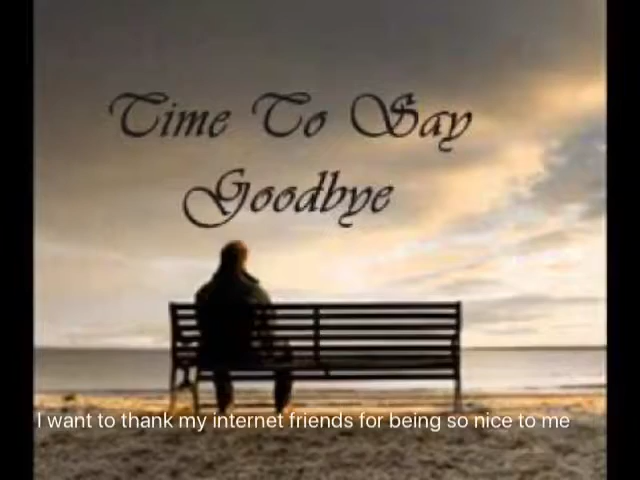 Time To Say
Goodbye
I want to thank my internet friends for being so nice to me